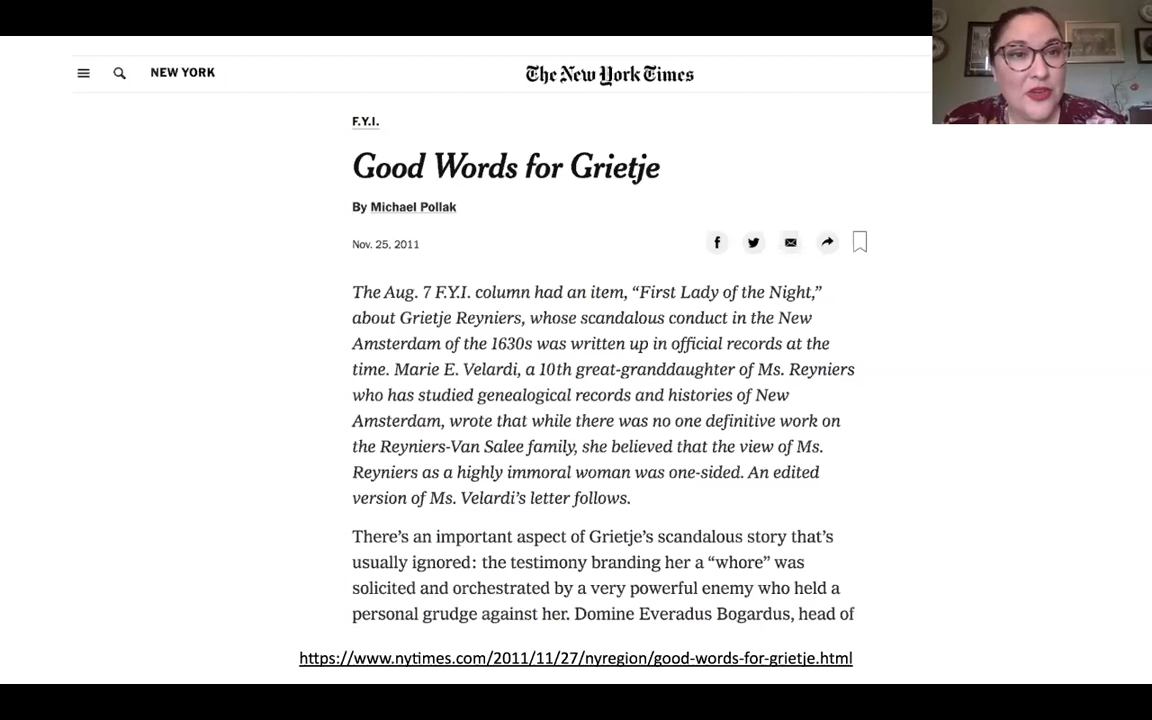 NEW YORK
The New York Times
F.Y.I.
Good Words for Grietje
By Michael Pollak
Nov. 25, 2011
The Aug. 7 F.Y.I. column had an item, “First Lady of the Night,”
about Grietje Reyniers, whose scandalous conduct in the New
Amsterdam of the 1630s was written up in official records at the
time. Marie E. Velardi, a 10th great-granddaughter of Ms. Reyniers
who has studied genealogical records and histories of New
Amsterdam, wrote that while there was no one definitive work on
the Reyniers-Van Salee family, she believed that the view of Ms.
Reyniers as a highly immoral woman was one-sided. An edited
version of Ms. Velardi’s letter follows.
There’s an important aspect of Grietje’s scandalous story that’s
usually ignored: the testimony branding her a “whore” was
solicited and orchestrated by a very powerful enemy who held a
personal grudge against her. Domine Everadus Bogardus, head of
https://www.nytimes.com/2011/11/27/nyregion/good-words-for-grietje.html